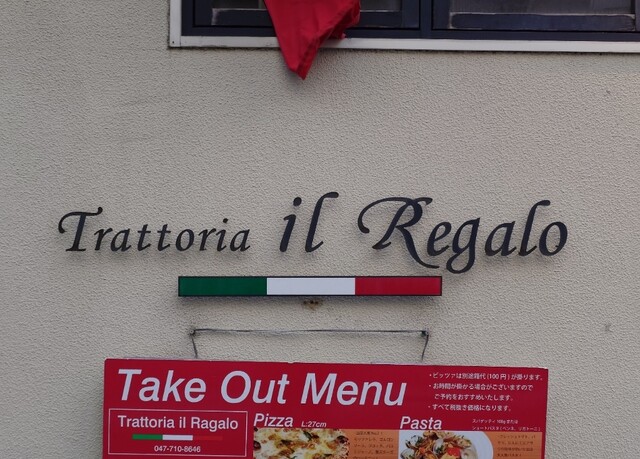 Trattoria il Regalo
Take Out Menu
・ピッツァは別途箱代(100円)が掛ります。
・お時間が掛かる場合がございますので
ご予約をおすすめいたします。
・すべて税抜き価格になります。
Trattoria il Ragalo
047-710-8646
Pizza L:27cm
Pasta